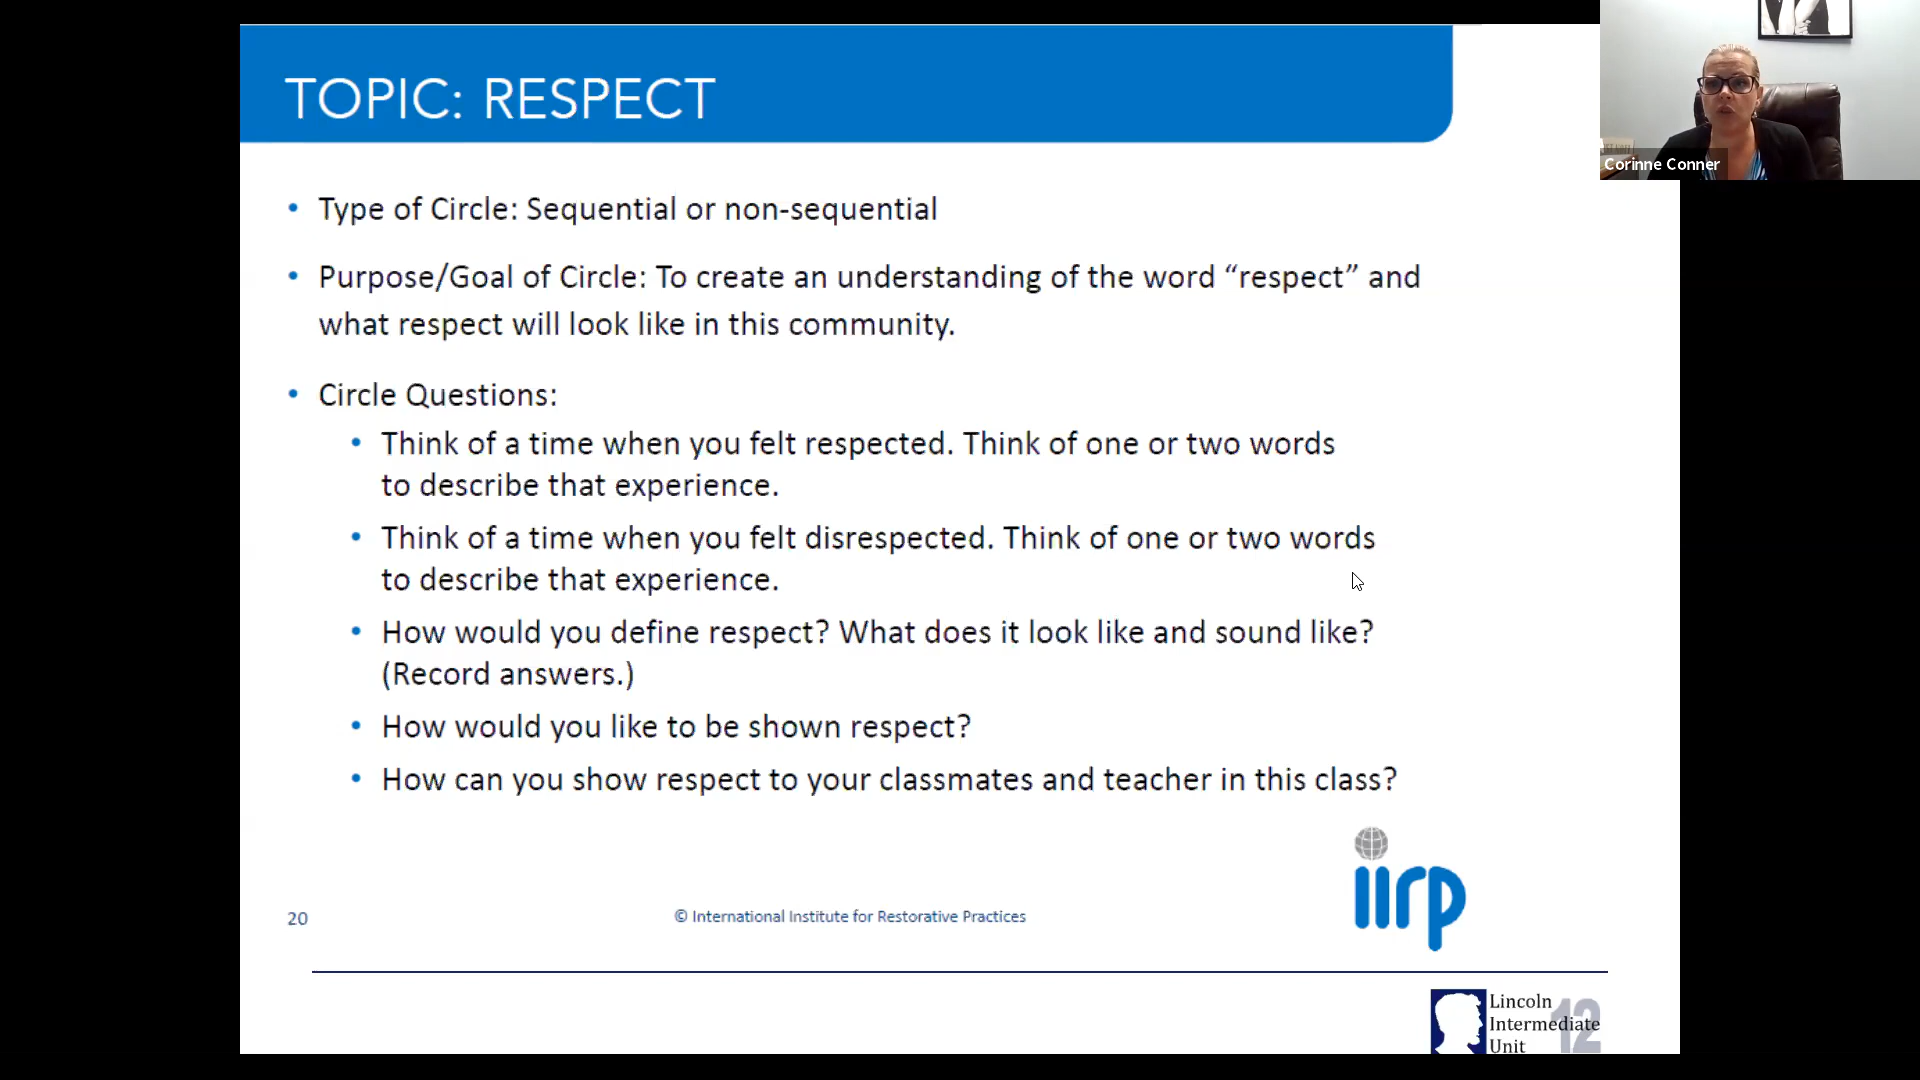 TOPIC: RESPECT
Corinne Conner
• Type of Circle: Sequential or non-sequential
• Purpose/Goal of Circle: To create an understanding of the word “respect” and
what respect will look like in this community.
• Circle Questions:
• Think of a time when you felt respected. Think of one or two words
to describe that experience.
• Think of a time when you felt disrespected. Think of one or two words
to describe that experience.
• How would you define respect? What does it look like and sound like?
(Record answers.)
• How would you like to be shown respect?
• How can you show respect to your classmates and teacher in this class?
iirp
20
© International Institute for Restorative Practices
Lincoln
Intermediate
Unit
12